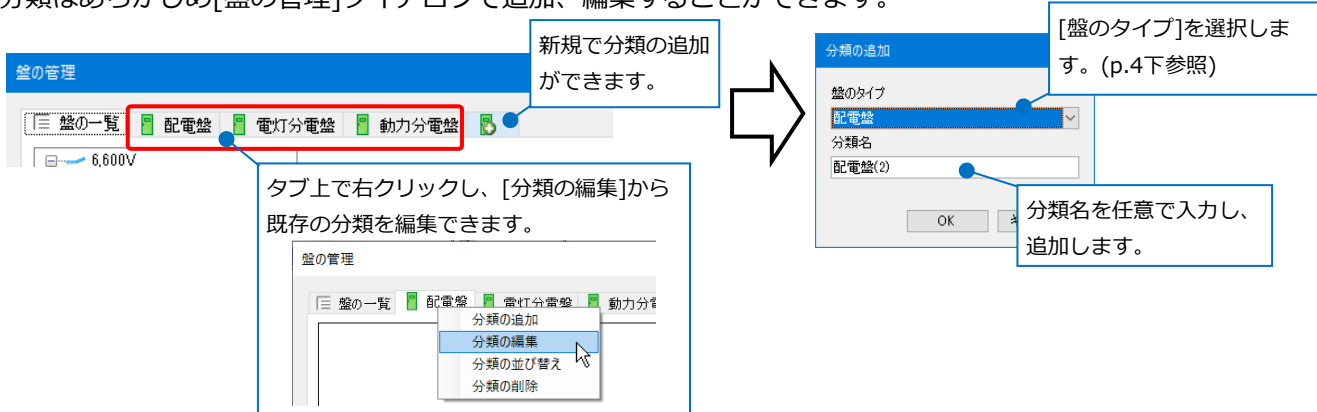 分類はあらかじめ[盤の管理]ダイアログで追加、編集することができます。
新規で分類の追加
ができます。
盤の管理
盤の一覧 配電盤 電灯分電盤 動力分電盤
6,600V
タブ上で右クリックし、[分類の編集]から
既存の分類を編集できます。
盤の管理
盤の一覧 配電盤 電灯分電盤 動力分電
分類の追加
分類の編集
分類の並び替え
分類の削除
[盤のタイプ]を選択しま
す。(p.4下参照)
分類の追加
盤のタイプ
配電盤
分類名
配電盤(2)
OK キ
分類名を任意で入力し、
追加します。